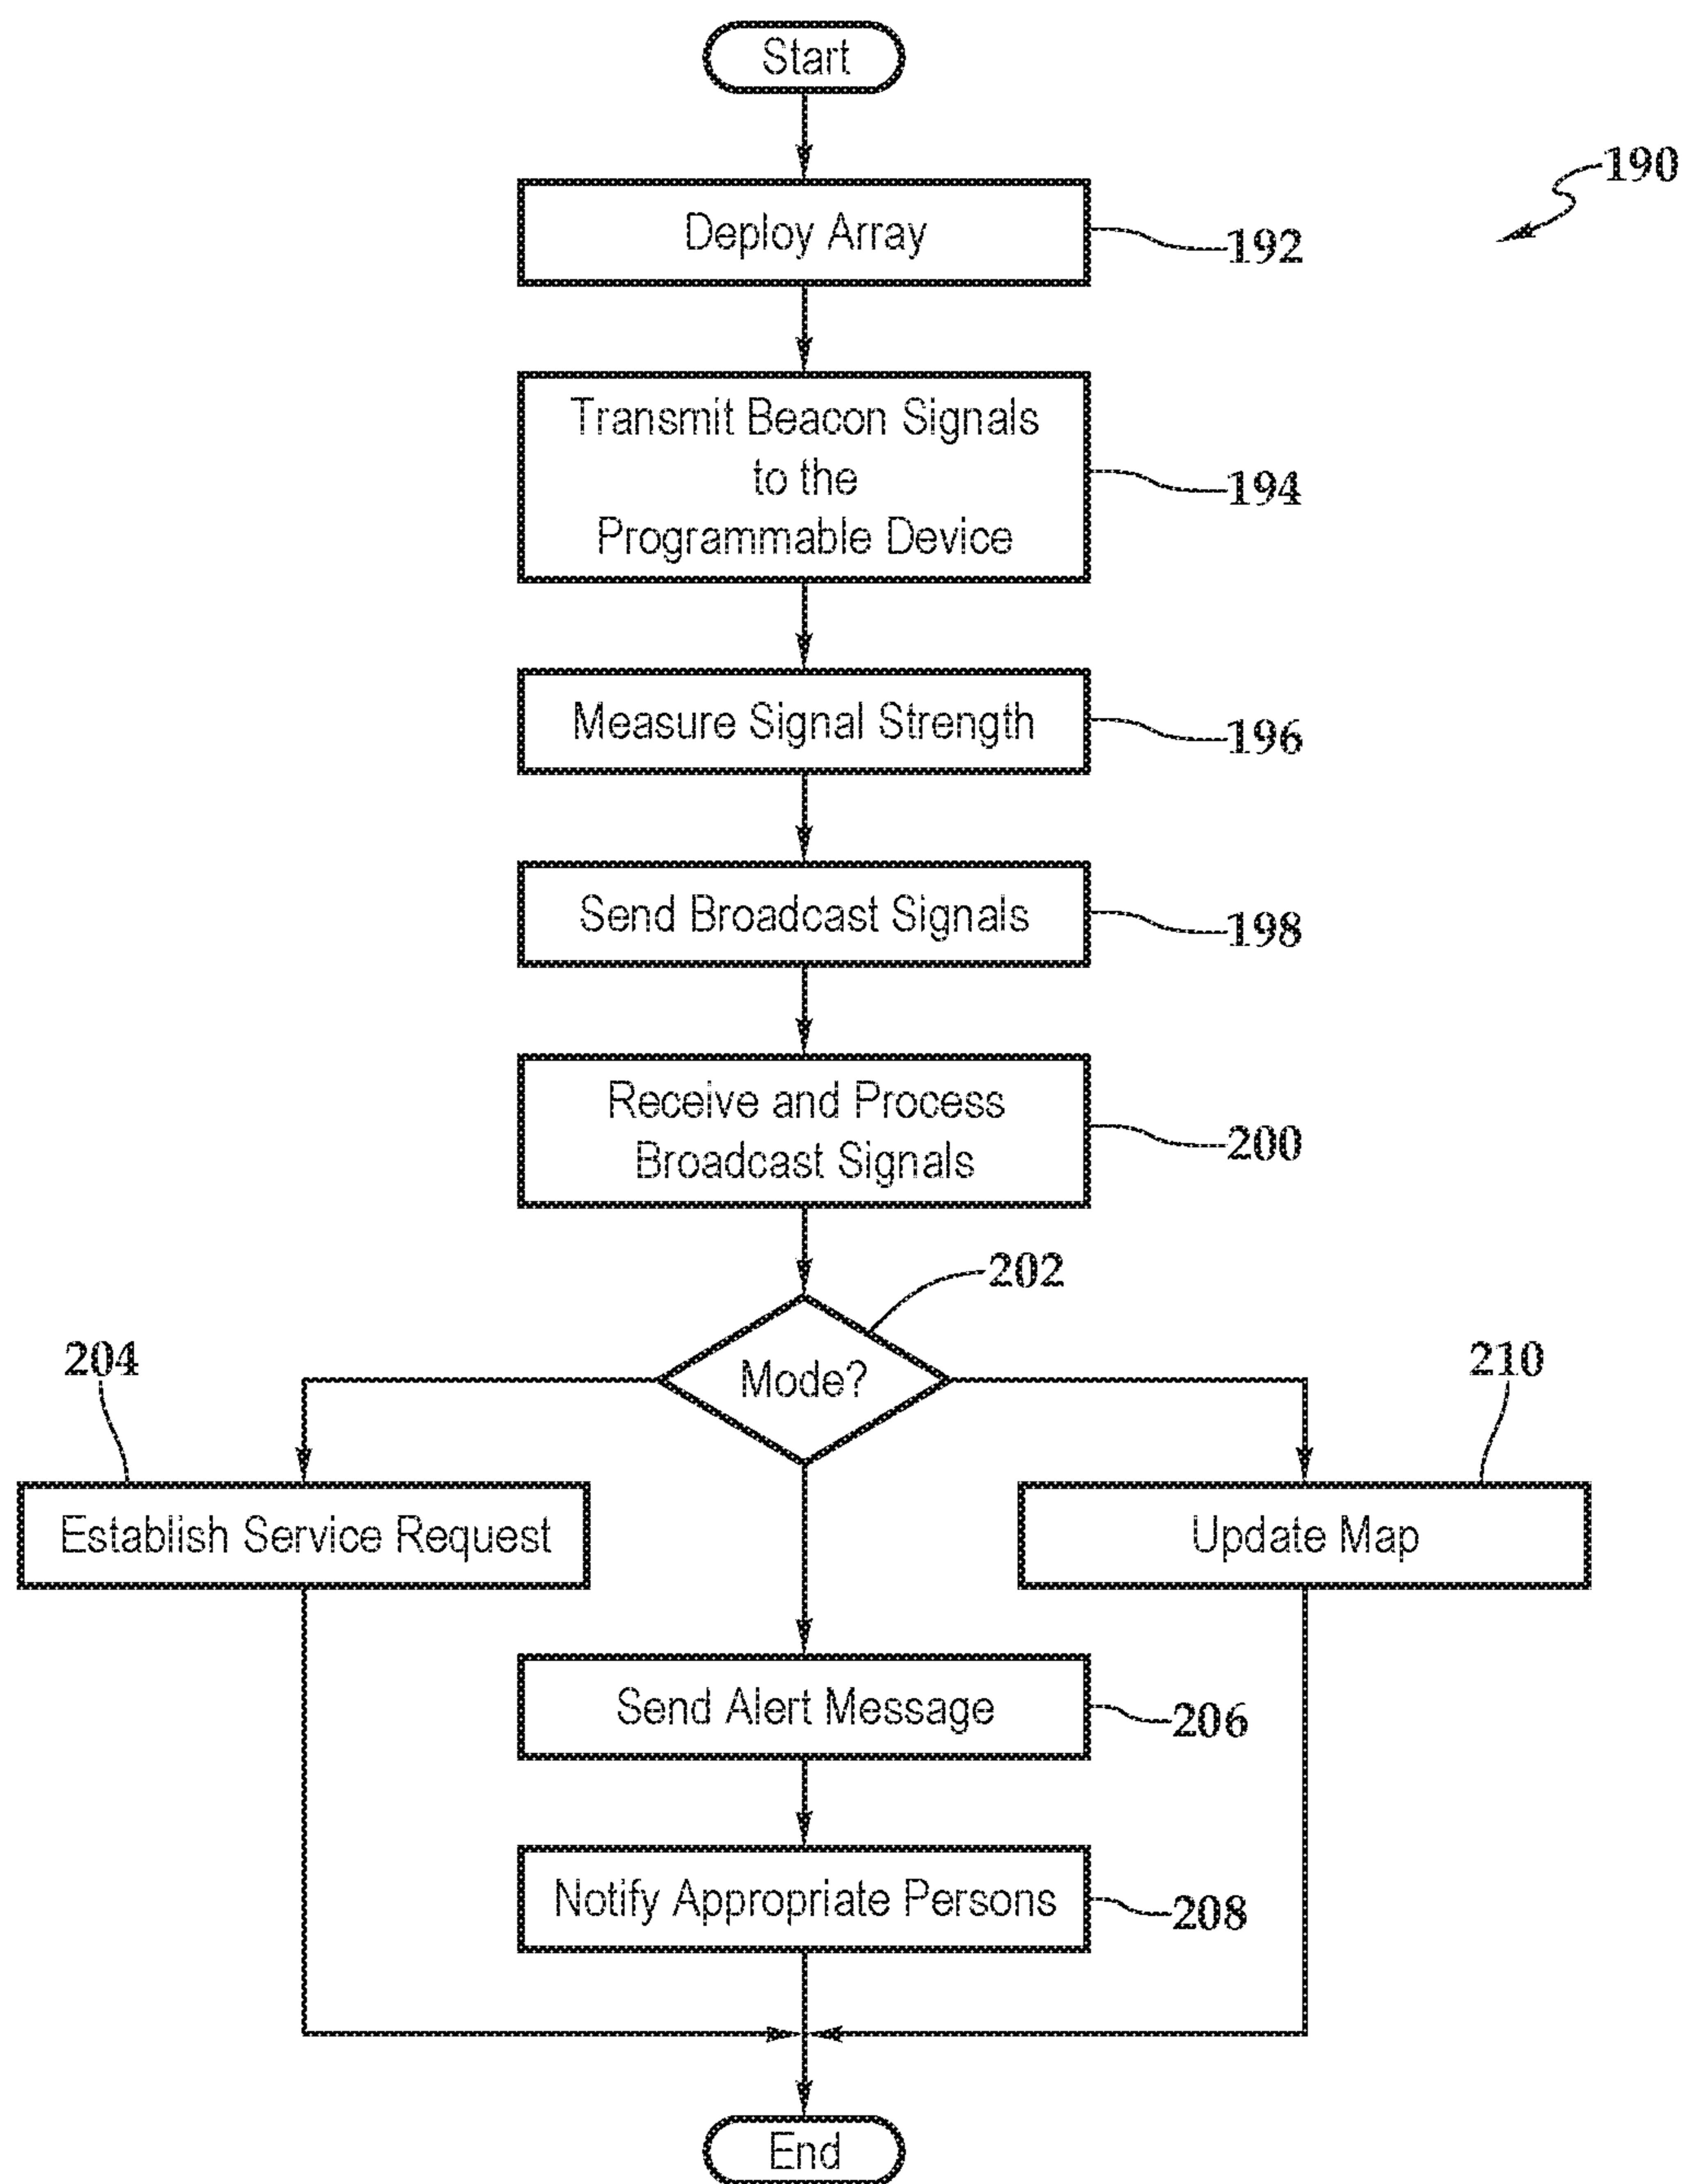 Start
190
Deploy Array
192
Transmit Beacon Signals
to the
Programmable Device
194
Measure Signal Strength
196
Send Broadcast Signals
198
Receive and Process
Broadcast Signals
200
202
Mode?
204
210
Establish Service Request
Update Map
Send Alert Message
206
Notify Appropriate Persons
208
End